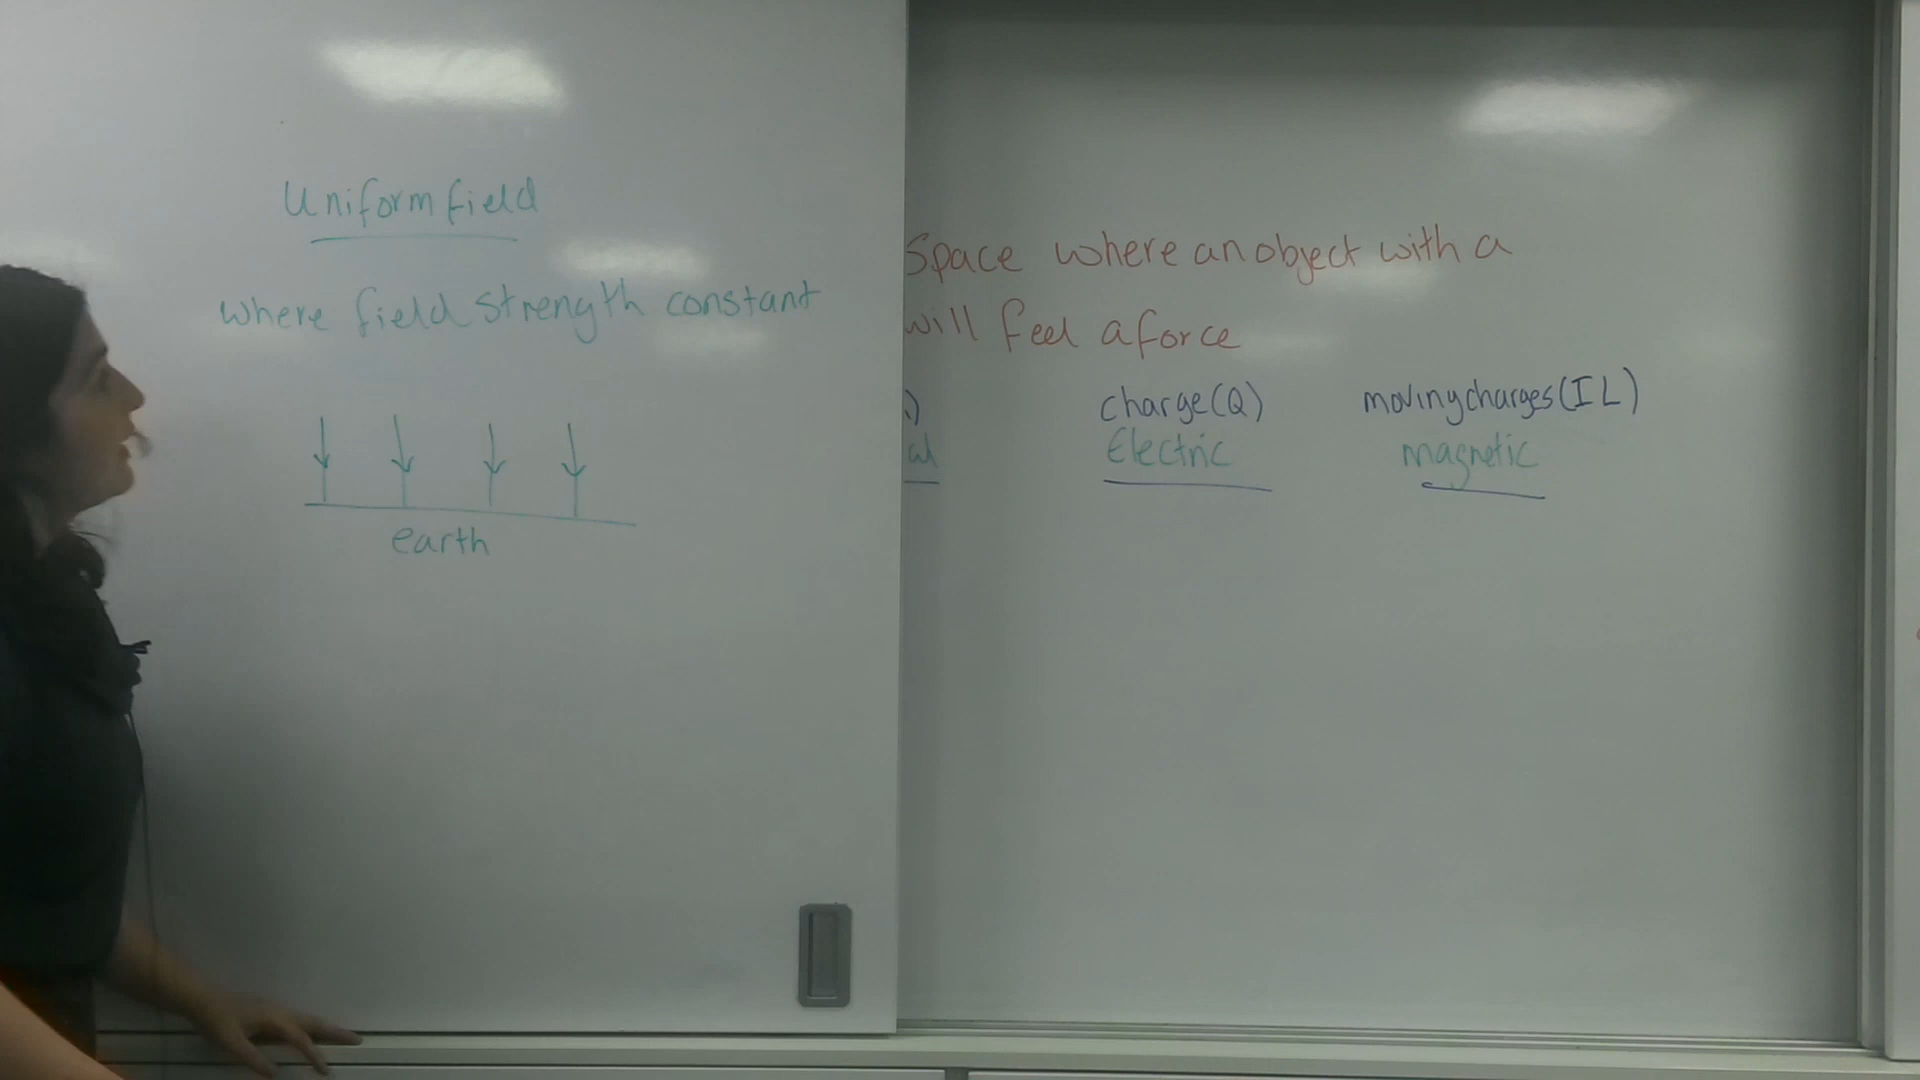 Uniform field
where field strength constant
earth
Space where an object with a
will feel a force
charge (Q)
Electric
moving charges (IL)
magnetic